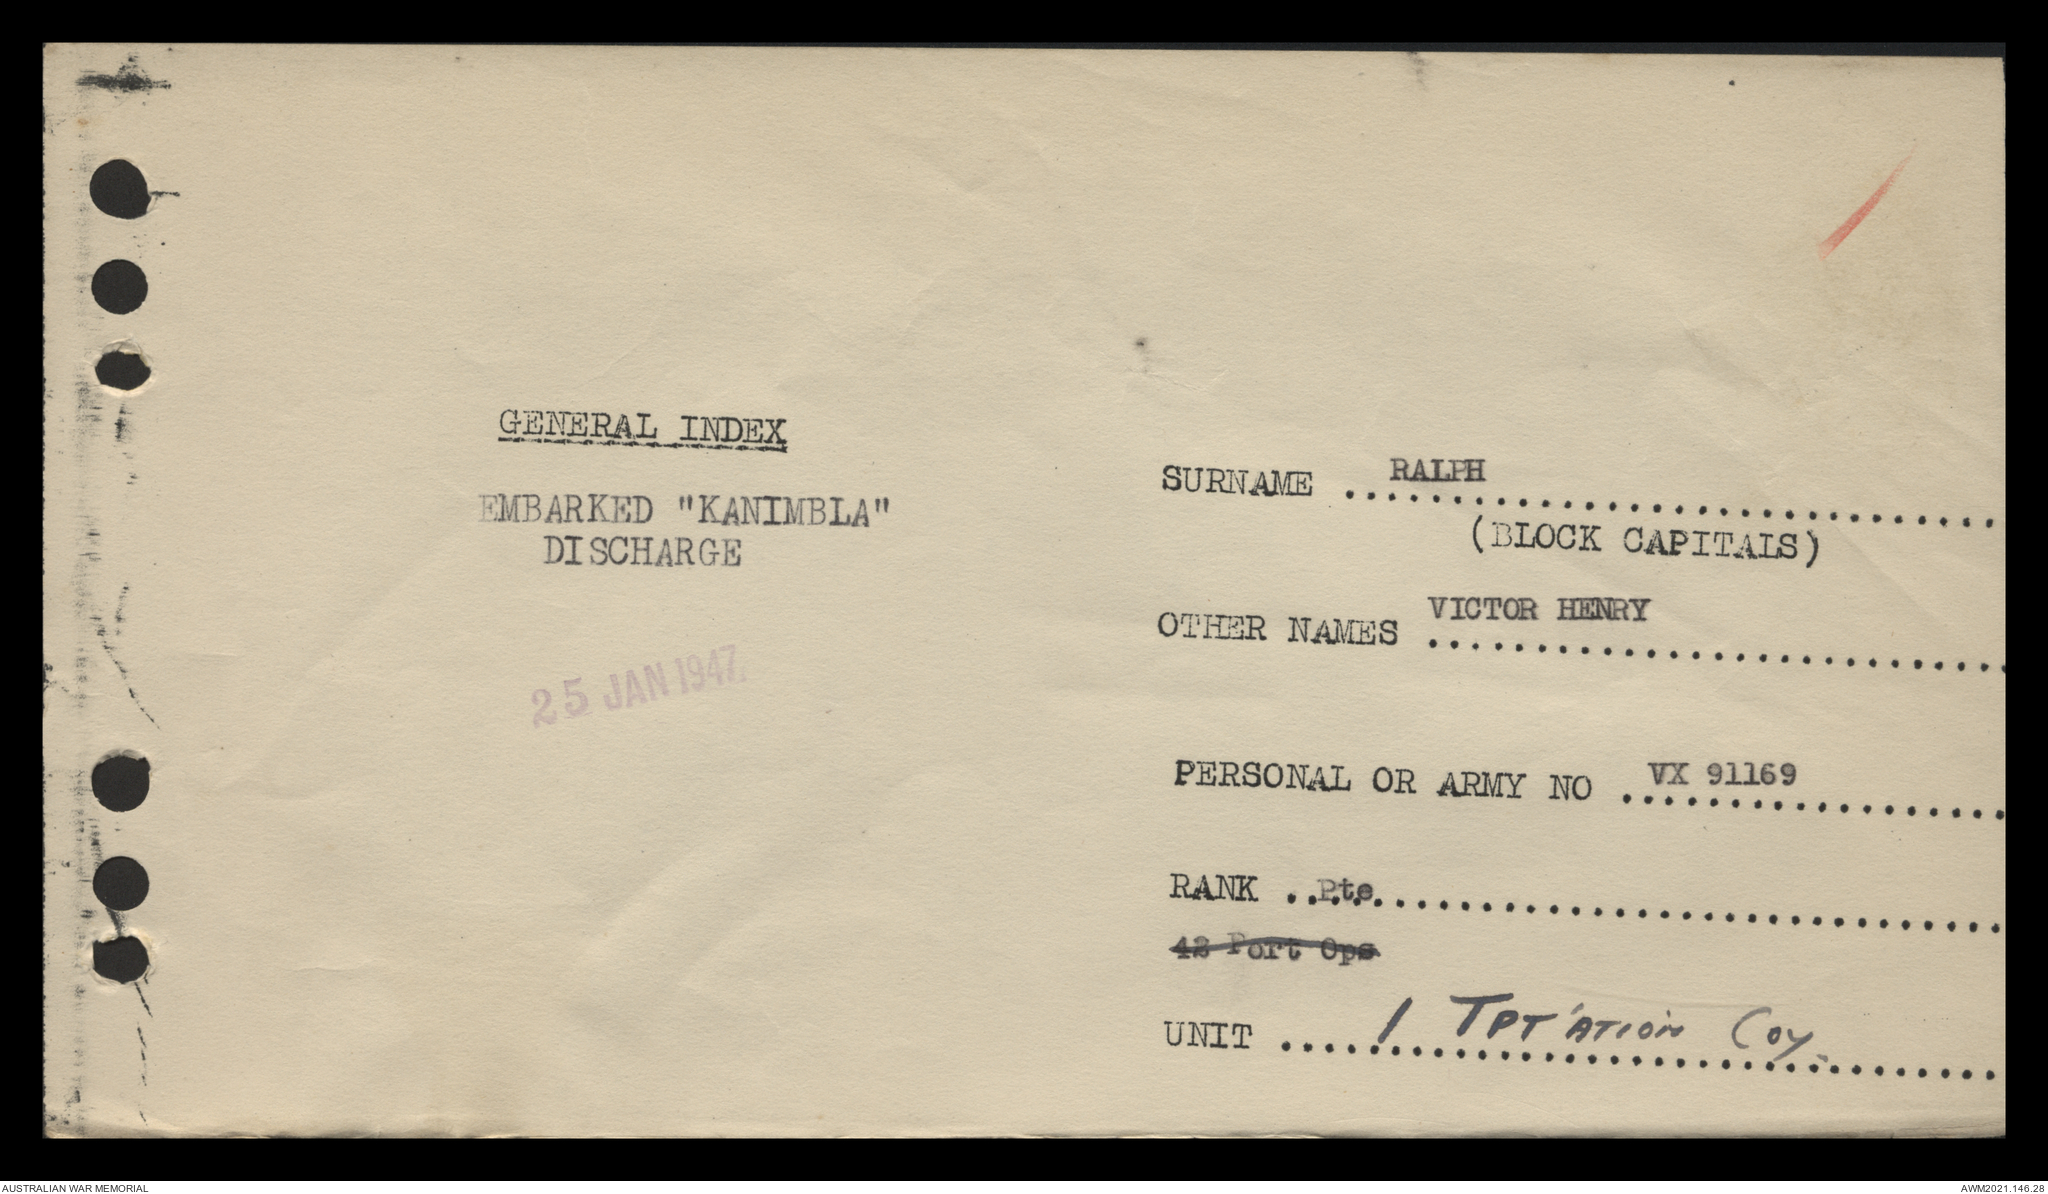 GENERAL INDEX
EMBARKED "KANIMBLA"
DISCHARGE
25 JAN 1947
SURNAME RALPH
(BLOCK CAPITALS)
OTHER NAMES VICTOR HENRY
PERSONAL OR ARMY NO VX 91169
RANK Pte
42 Port Ops
UNIT 1 TPT'ATION Coy.
AUSTRALIAN WAR MEMORIAL
AWM2021.146.28